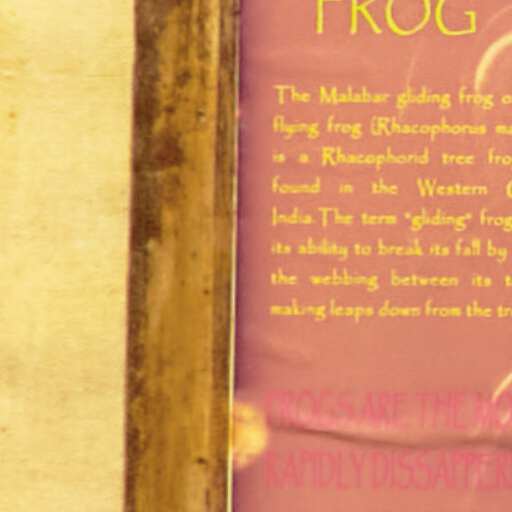 FROG
The Malabar gliding frog o
flying frog (Rhacophorus ma
is a Rhacophorid tree fro
found in the Western (
India.The term "gliding" frog
its ability to break its fall by
the webbing between its t
making leaps down from the tre
FROGS ARE THE MO
RAPIDLY DISSAPPER